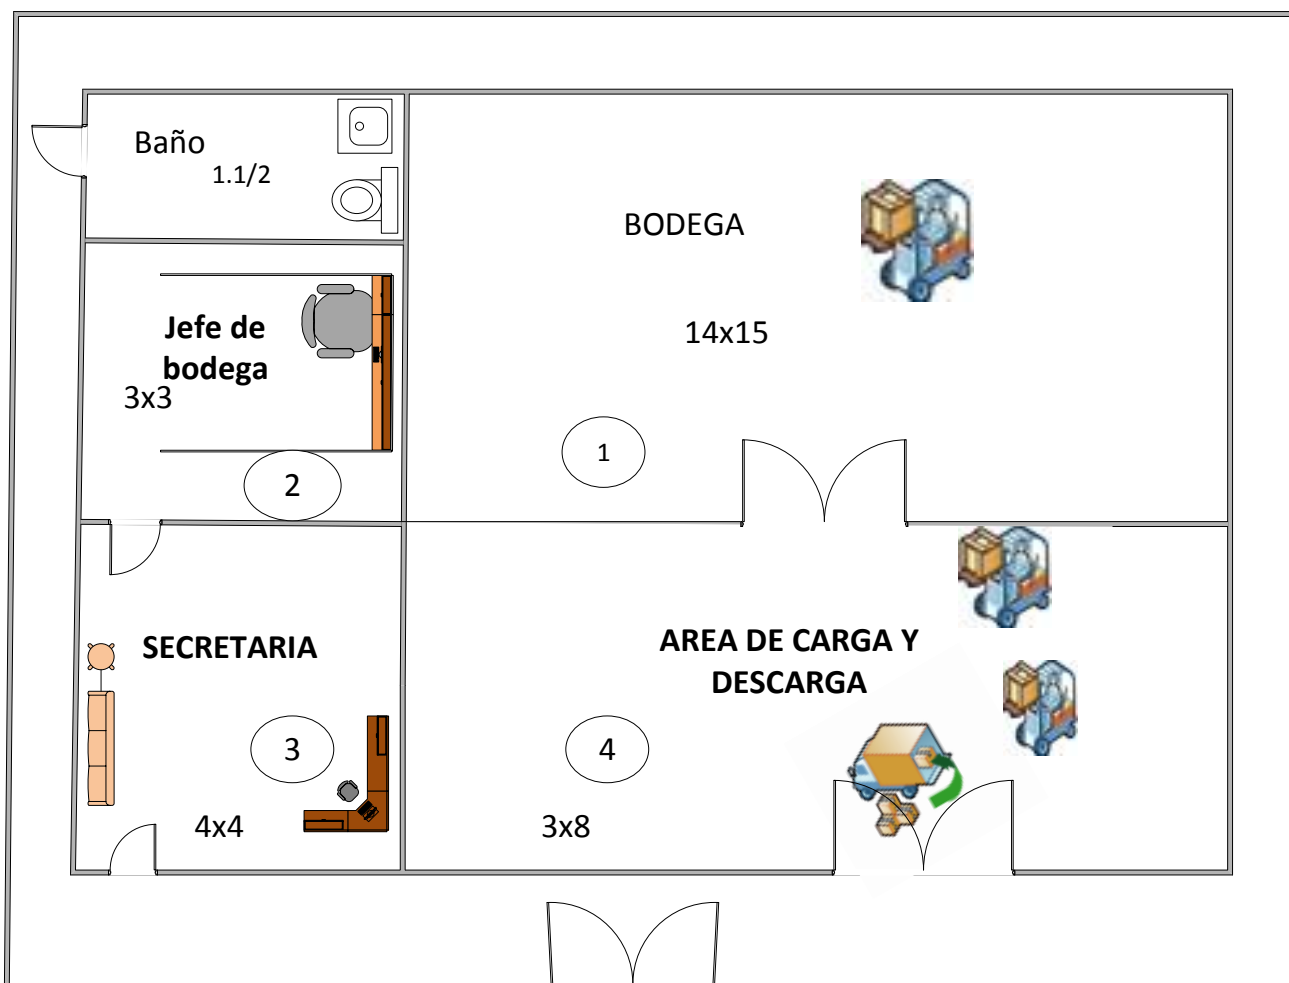 Baño
1.1/2
BODEGA
14x15
Jefe de
bodega
3x3
1
2
SECRETARIA
AREA DE CARGA Y
DESCARGA
3
4
4x4
3x8